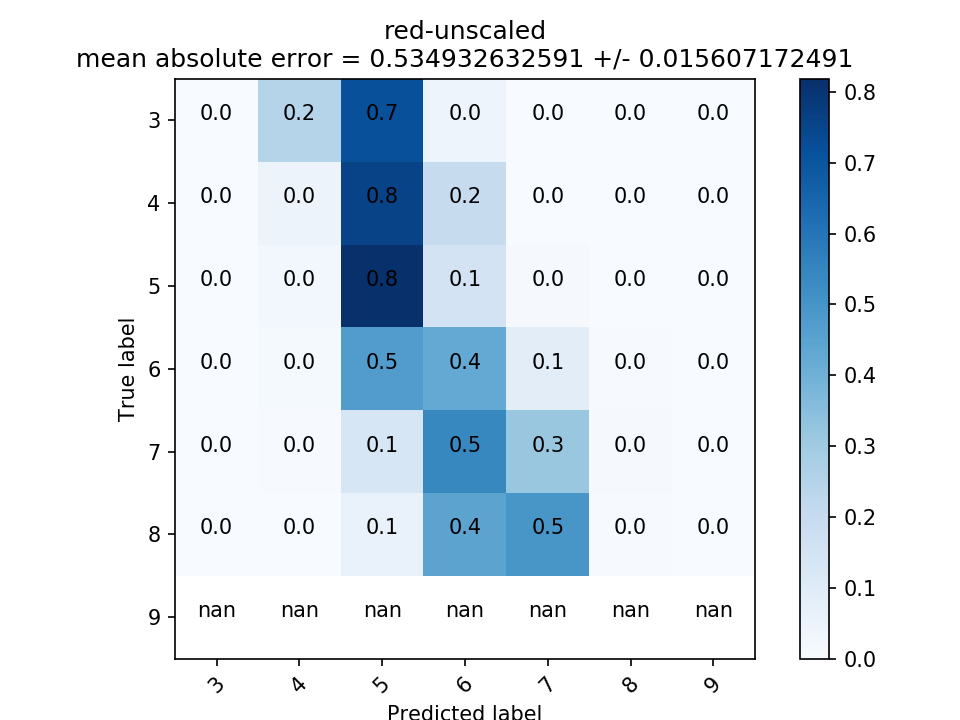 red-unscaled
mean absolute error = 0.534932632591 +/- 0.015607172491
3 0.0 0.2 0.7 0.0 0.0 0.0 0.0
4 0.0 0.0 0.8 0.2 0.0 0.0 0.0
5 0.0 0.0 0.8 0.1 0.0 0.0 0.0
6 0.0 0.0 0.5 0.4 0.1 0.0 0.0
7 0.0 0.0 0.1 0.5 0.3 0.0 0.0
8 0.0 0.0 0.1 0.4 0.5 0.0 0.0
9 nan nan nan nan nan nan nan
3 4 5 6 7 8 9
True label
Predicted label
0.8
0.7
0.6
0.5
0.4
0.3
0.2
0.1
0.0